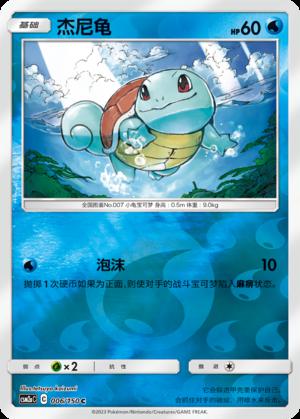 基础 杰尼龟 HP60
全国图鉴No.007 小龟宝可梦 身高：0.5m 体重：9.0kg
泡沫 10
抛掷1次硬币如果为正面，则使对手的战斗宝可梦陷入麻痹状态。
弱点 ×2 抗性 撤退
Illus. tetsuya koizumi
C 006/150 C
©2023 Pokémon/Nintendo/Creatures/GAME FREAK.